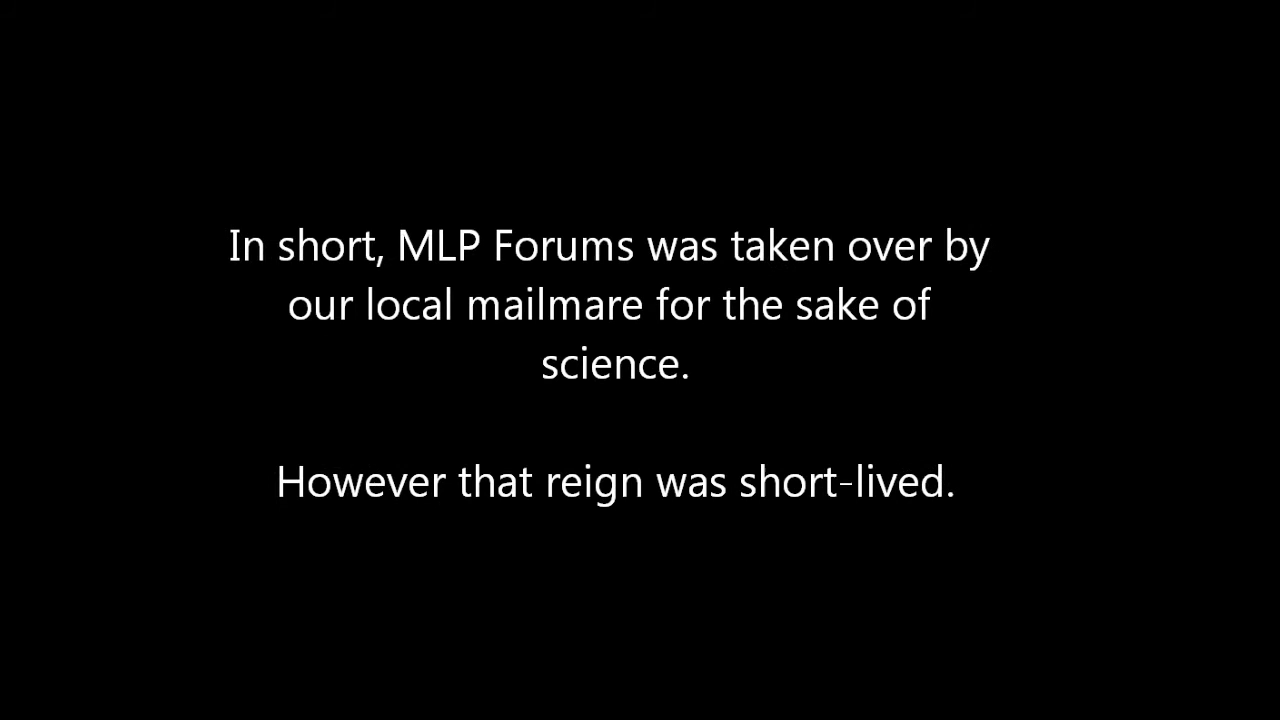 In short, MLP Forums was taken over by
our local mailmare for the sake of
science.
However that reign was short-lived.